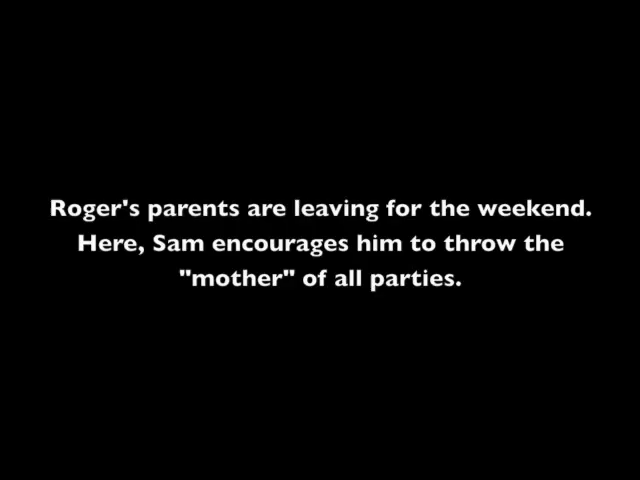 Roger's parents are leaving for the weekend.
Here, Sam encourages him to throw the
"mother" of all parties.